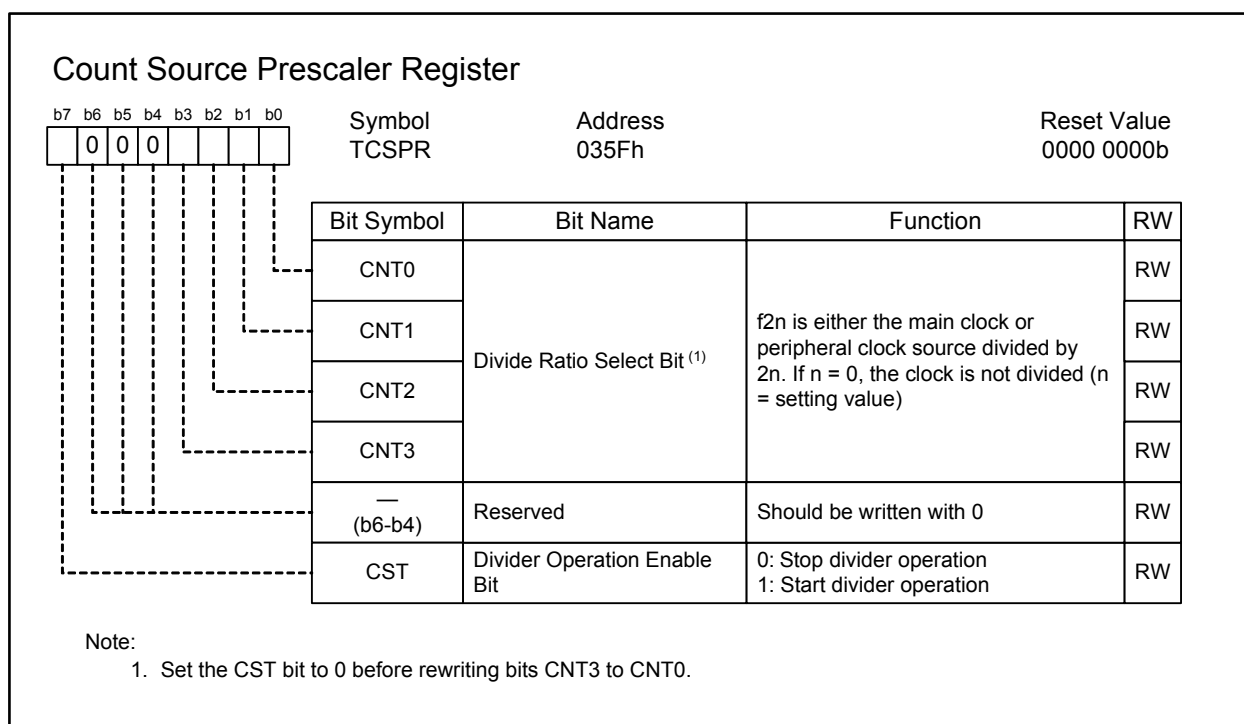 Count Source Prescaler Register
b7 b6 b5 b4 b3 b2 b1 b0
0 0 0
Symbol Address Reset Value
TCSPR 035Fh 0000 0000b
Bit Symbol Bit Name Function RW
CNT0 RW
CNT1 RW
CNT2 RW
CNT3 RW
Divide Ratio Select Bit (1)
f2n is either the main clock or
peripheral clock source divided by
2n. If n = 0, the clock is not divided (n
= setting value)
—
(b6-b4) Reserved Should be written with 0 RW
CST Divider Operation Enable
Bit
0: Stop divider operation
1: Start divider operation
RW
Note:
1. Set the CST bit to 0 before rewriting bits CNT3 to CNT0.